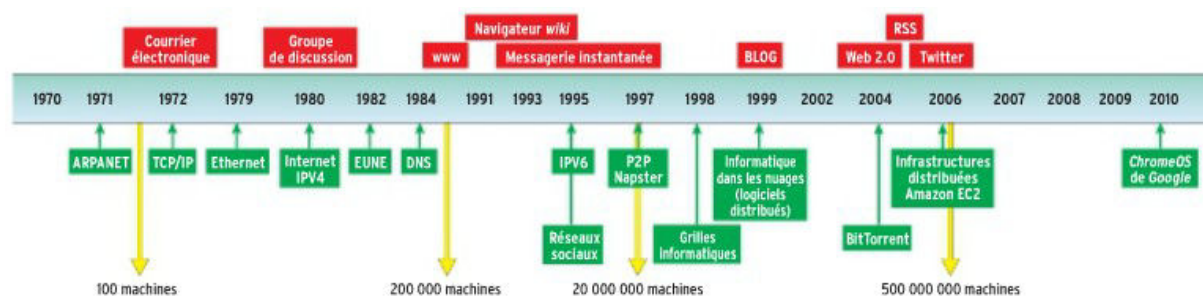 Courrier
électronique
Groupe
de discussion
www
Navigateur wiki
Messagerie instantanée
BLOG
Web 2.0
RSS
Twitter
1970 1971 1972 1979 1980 1982 1984 1991 1993 1995 1997 1998 1999 2002 2004 2006 2007 2008 2009 2010
ARPANET
TCP/IP
Ethernet
Internet
IPV4
EUNE
DNS
IPV6
P2P
Napster
Informatique
dans les nuages
(logiciels
distribués)
Infrastructures
distribuées
Amazon EC2
ChromeOS
de Google
Réseaux
sociaux
Grilles
informatiques
BitTorrent
100 machines
200 000 machines
20 000 000 machines
500 000 000 machines